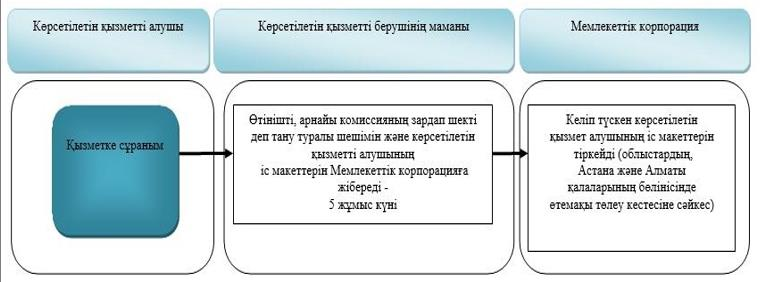 Көрсетілетін қызметті алушы
Көрсетілетін қызметті берушінің маманы
Мемлекеттік корпорация
Қызметке сұраным
Өтінішті, арнайы комиссияның зардап шекті
деп тану туралы шешімін және көрсетілетін
қызметті алушының
іс макеттерін Мемлекеттік корпорацияға
жібереді -
5 жұмыс күні
Келіп түскен көрсетілетін
қызмет алушының іс макеттерін
тіркейді (облыстардың,
Астана және Алматы
қалаларының бөлінісінде
өтемақы төлеу кестесіне сәйкес)